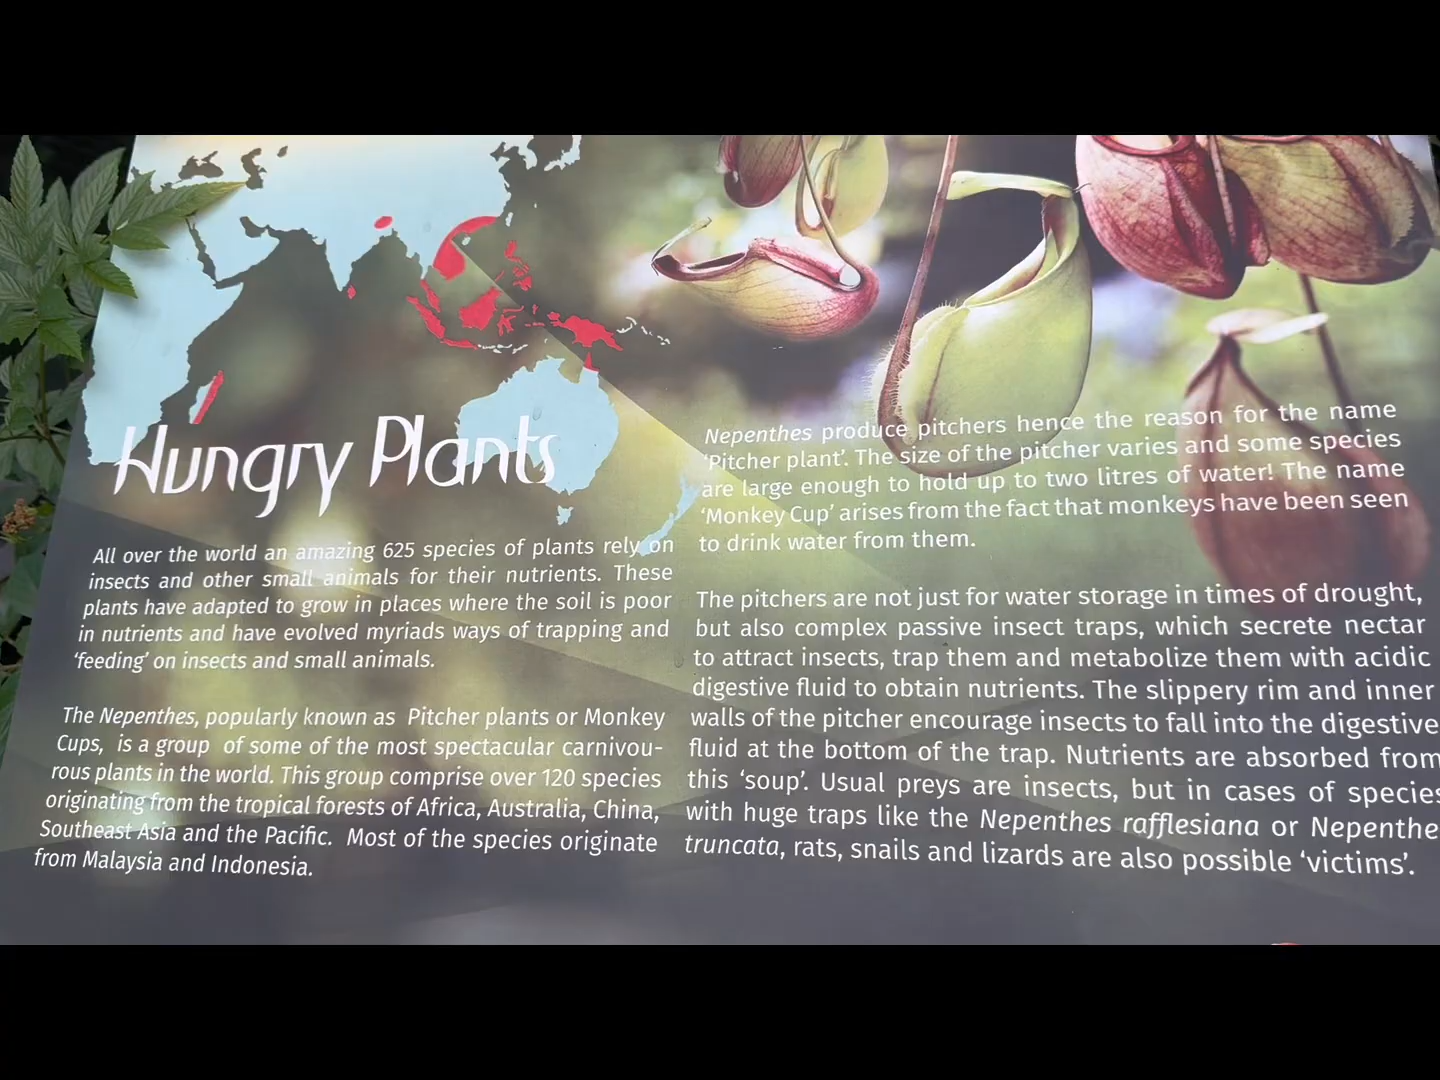 Hungry Plants
All over the world an amazing 625 species of plants rely on
insects and other small animals for their nutrients. These
plants have adapted to grow in places where the soil is poor
in nutrients and have evolved myriads ways of trapping and
‘feeding’ on insects and small animals.
The Nepenthes, popularly known as Pitcher plants or Monkey
Cups, is a group of some of the most spectacular carnivou-
rous plants in the world. This group comprise over 120 species
originating from the tropical forests of Africa, Australia, China,
Southeast Asia and the Pacific. Most of the species originate
from Malaysia and Indonesia.
Nepenthes produce pitchers hence the reason for the name
‘Pitcher plant’. The size of the pitcher varies and some species
are large enough to hold up to two litres of water! The name
‘Monkey Cup’ arises from the fact that monkeys have been seen
to drink water from them.
The pitchers are not just for water storage in times of drought,
but also complex passive insect traps, which secrete nectar
to attract insects, trap them and metabolize them with acidic
digestive fluid to obtain nutrients. The slippery rim and inner
walls of the pitcher encourage insects to fall into the digestive
fluid at the bottom of the trap. Nutrients are absorbed from
this ‘soup’. Usual preys are insects, but in cases of species
with huge traps like the Nepenthes rafflesiana or Nepenthe
truncata, rats, snails and lizards are also possible ‘victims’.